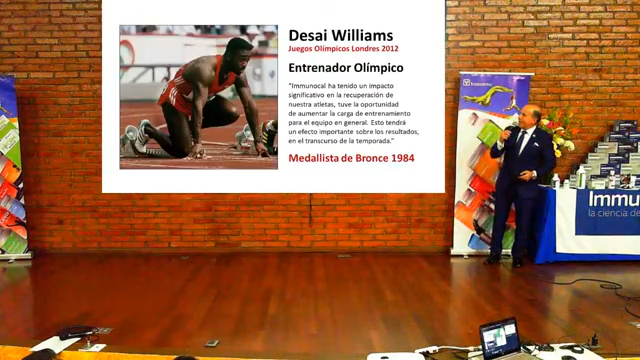 Desai Williams
Juegos Olímpicos Londres 2012
Entrenador Olímpico
"Immunocal ha tenido un impacto
significativo en la recuperación de
nuestra atletas, tuve la oportunidad
de aumentar la carga de entrenamiento
para el equipo en general. Esto tendrá
un efecto importante sobre los resultados,
en el transcurso de la temporada."
Medallista de Bronce 1984
Immu
la ciencia de